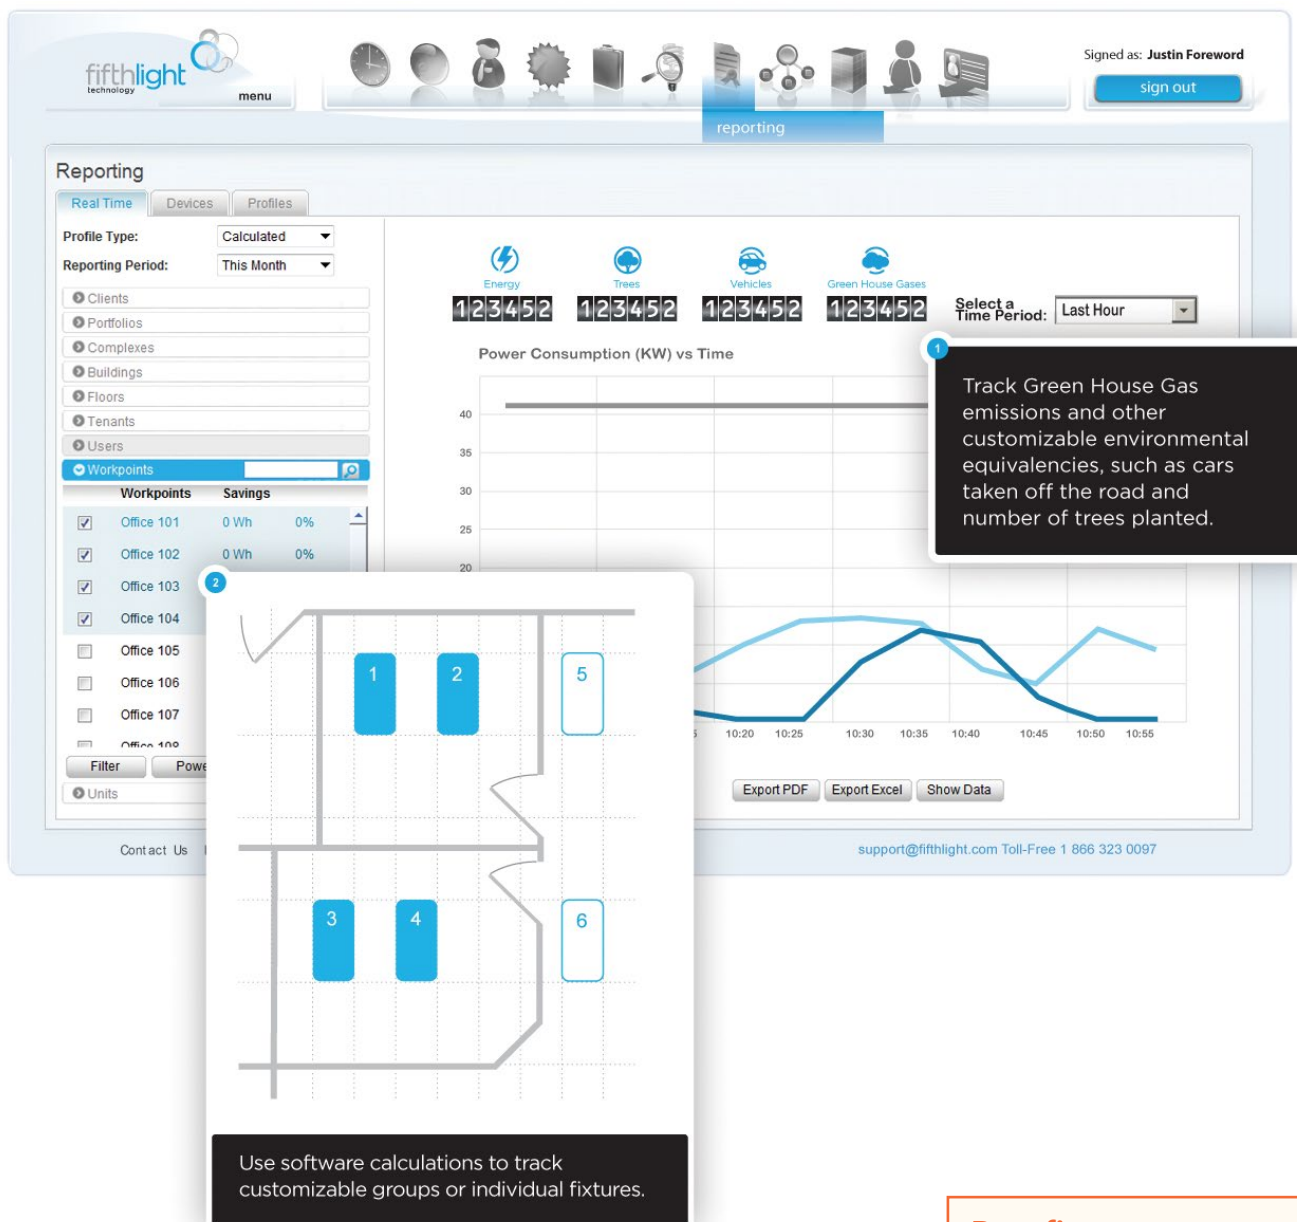 fifthlight
technology
menu
Signed as: Justin Foreword
sign out
reporting
Reporting
Real Time
Devices
Profiles
Profile Type:
Calculated
Reporting Period:
This Month
Clients
Portfolios
Complexes
Buildings
Floors
Tenants
Users
Workpoints
Workpoints Savings
Office 101 0 Wh 0%
Office 102 0 Wh 0%
Office 103
Office 104
Office 105
Office 106
Office 107
Office 108
Filter
Units
Energy
123452
Trees
123452
Vehicles
123452
Green House Gases
123452
Select a
Time Period:
Last Hour
Power Consumption (KW) vs Time
40
35
30
25
20
10:20 10:25 10:30 10:35 10:40 10:45 10:50 10:55
Export PDF
Export Excel
Show Data
1
Track Green House Gas
emissions and other
customizable environmental
equivalencies, such as cars
taken off the road and
number of trees planted.
2
1
2
5
3
4
6
Use software calculations to track
customizable groups or individual fixtures.
Contact Us
support@fifthlight.com Toll-Free 1 866 323 0097